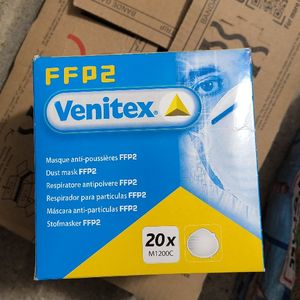 FFP2
Venitex®
Masque anti-poussières FFP2
Dust mask FFP2
Respiratore antipolvere FFP2
Respirador para partículas FFP2
Máscara anti-partículas FFP2
Stofmasker FFP2
20x
M1200C